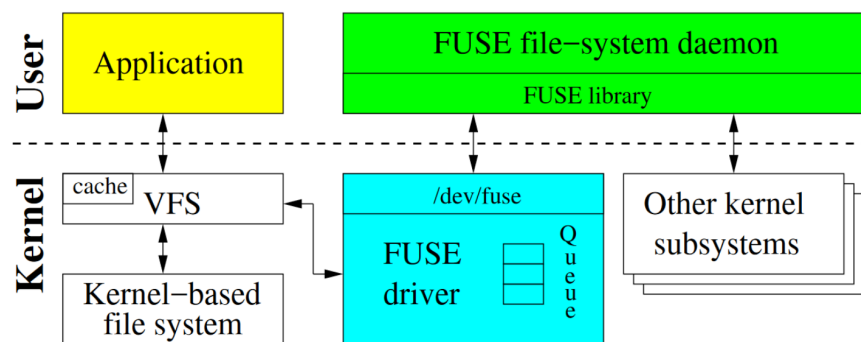 User
Application
FUSE file-system daemon
FUSE library
Kernel
cache
VFS
Kernel-based
file system
/dev/fuse
FUSE
driver
Queue
Other kernel
subsystems